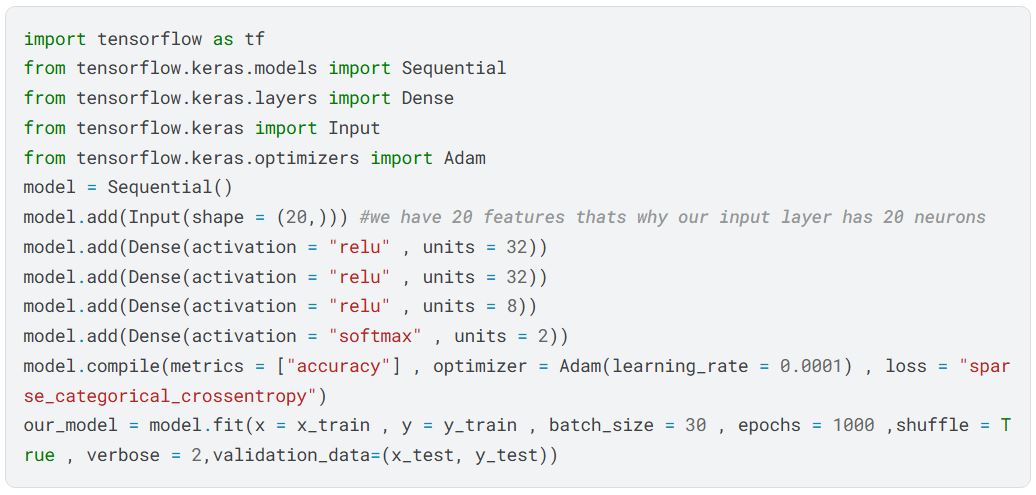 import tensorflow as tf
from tensorflow.keras.models import Sequential
from tensorflow.keras.layers import Dense
from tensorflow.keras import Input
from tensorflow.keras.optimizers import Adam
model = Sequential()
model.add(Input(shape = (20,))) #we have 20 features thats why our input layer has 20 neurons
model.add(Dense(activation = "relu" , units = 32))
model.add(Dense(activation = "relu" , units = 32))
model.add(Dense(activation = "relu" , units = 8))
model.add(Dense(activation = "softmax" , units = 2))
model.compile(metrics = ["accuracy"] , optimizer = Adam(learning_rate = 0.0001) , loss = "spar
se_categorical_crossentropy")
our_model = model.fit(x = x_train , y = y_train , batch_size = 30 , epochs = 1000 ,shuffle = T
rue , verbose = 2,validation_data=(x_test, y_test))